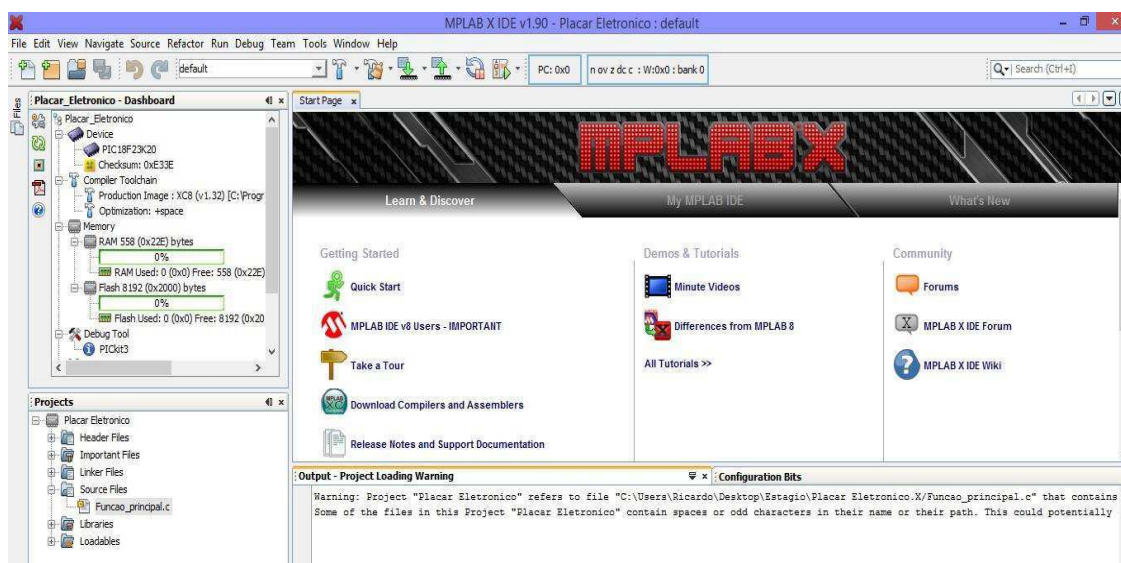 MPLAB X IDE v1.90 - Placar Eletronico : default
File Edit View Navigate Source Refactor Run Debug Team Tools Window Help
default
PC: 0x0
n ov z dc c : W:0x0 : bank 0
Search (Ctrl+I)
Files
Placar_Eletronico - Dashboard
Placar_Eletronico
Device
PIC18F23K20
Checksum: 0xE33E
Compiler Toolchain
Production Image : XC8 (v1.32) [C:\Progr
Optimization: +space
Memory
RAM 558 (0x22E) bytes
0%
RAM Used: 0 (0x0) Free: 558 (0x22E)
Flash 8192 (0x2000) bytes
0%
Flash Used: 0 (0x0) Free: 8192 (0x20
Debug Tool
PICkit3
Projects
Placar Eletronico
Header Files
Important Files
Linker Files
Source Files
Funcao_principal.c
Libraries
Loadables
Start Page
MPLAB X
Learn & Discover
My MPLAB IDE
What's New
Getting Started
Quick Start
MPLAB IDE v8 Users - IMPORTANT
Take a Tour
Download Compilers and Assemblers
Release Notes and Support Documentation
Demos & Tutorials
Minute Videos
Differences from MPLAB 8
All Tutorials >>
Community
Forums
MPLAB X IDE Forum
MPLAB X IDE Wiki
Output - Project Loading Warning
Configuration Bits
Warning: Project "Placar Eletronico" refers to file "C:\Users\Ricardo\Desktop\Estagio\Placar Eletronico.X/Funcao_principal.c" that contains
Some of the files in this Project "Placar Eletronico" contain spaces or odd characters in their name or their path. This could potentially